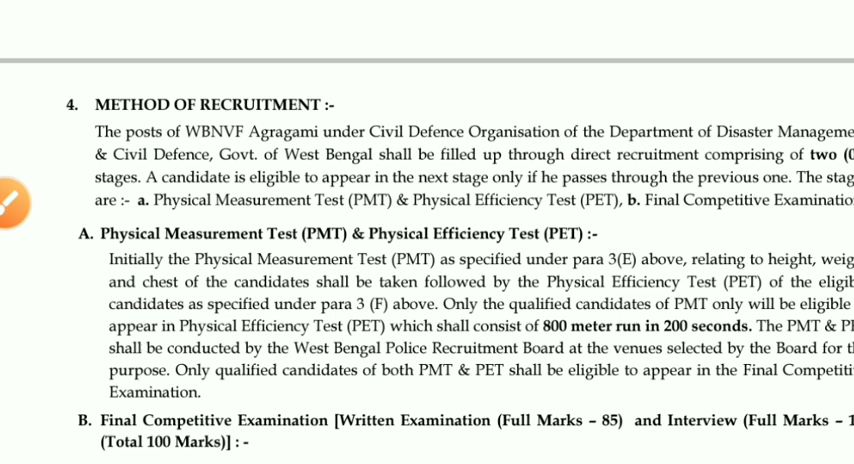 4. METHOD OF RECRUITMENT :-
The posts of WBNVF Agragami under Civil Defence Organisation of the Department of Disaster Manageme
& Civil Defence, Govt. of West Bengal shall be filled up through direct recruitment comprising of two (0
stages. A candidate is eligible to appear in the next stage only if he passes through the previous one. The stag
are :- a. Physical Measurement Test (PMT) & Physical Efficiency Test (PET), b. Final Competitive Examinatio
A. Physical Measurement Test (PMT) & Physical Efficiency Test (PET) :-
Initially the Physical Measurement Test (PMT) as specified under para 3(E) above, relating to height, weig
and chest of the candidates shall be taken followed by the Physical Efficiency Test (PET) of the eligib
candidates as specified under para 3 (F) above. Only the qualified candidates of PMT only will be eligible
appear in Physical Efficiency Test (PET) which shall consist of 800 meter run in 200 seconds. The PMT & PE
shall be conducted by the West Bengal Police Recruitment Board at the venues selected by the Board for t
purpose. Only qualified candidates of both PMT & PET shall be eligible to appear in the Final Competiti
Examination.
B. Final Competitive Examination [Written Examination (Full Marks – 85) and Interview (Full Marks – 1
(Total 100 Marks)] : -